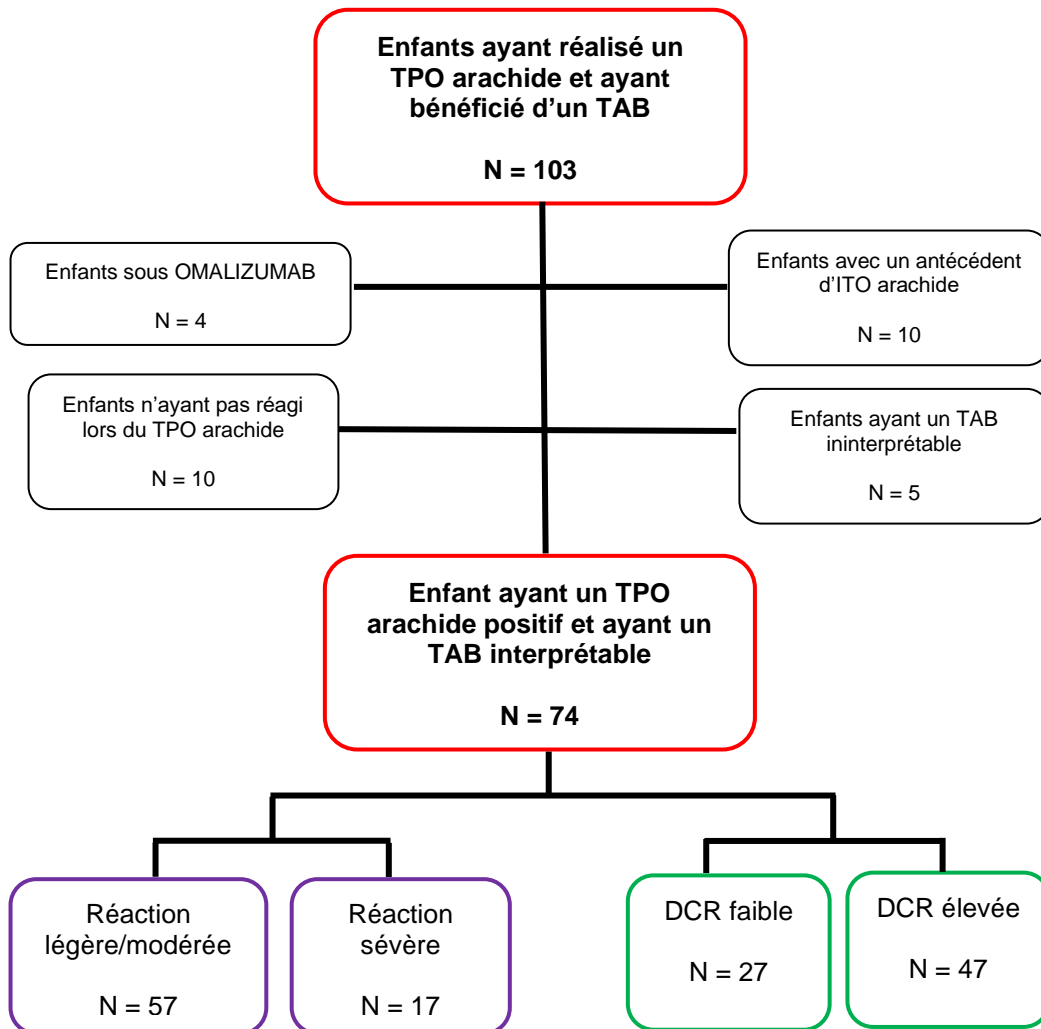 Enfants ayant réalisé un
TPO arachide et ayant
bénéficié d’un TAB
N = 103
Enfants sous OMALIZUMAB
N = 4
Enfants avec un antécédent
d’ITO arachide
N = 10
Enfants n’ayant pas réagi
lors du TPO arachide
N = 10
Enfants ayant un TAB
ininterprétable
N = 5
Enfant ayant un TPO
arachide positif et ayant un
TAB interprétable
N = 74
Réaction
légère/modérée
N = 57
Réaction
sévère
N = 17
DCR faible
N = 27
DCR élevée
N = 47